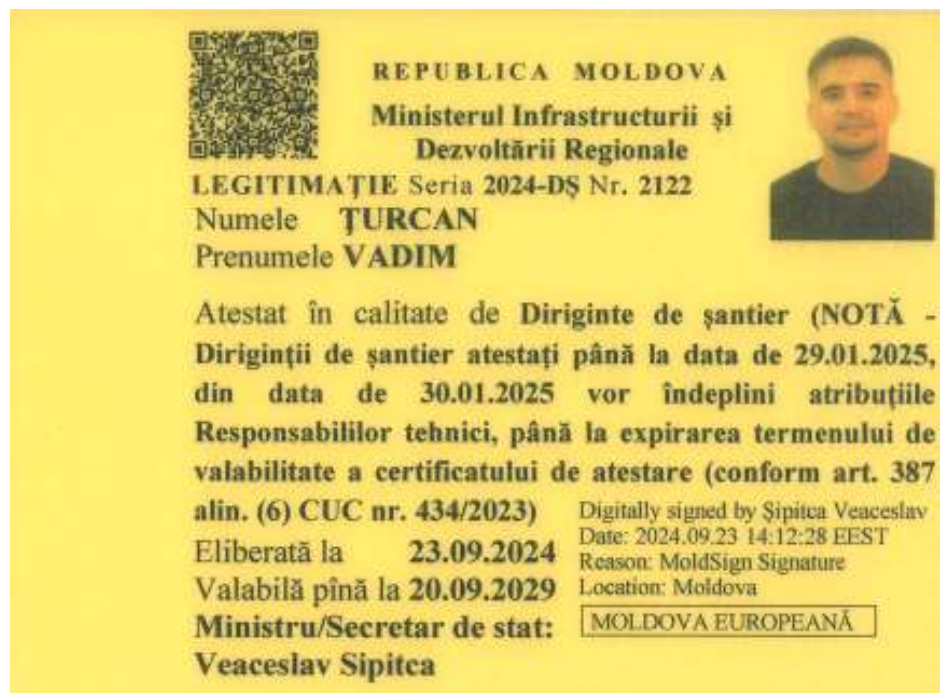 REPUBLICA MOLDOVA
Ministerul Infrastructurii și
Dezvoltării Regionale
LEGITIMAȚIE Seria 2024-DȘ Nr. 2122
Numele ȚURCAN
Prenumele VADIM
Atestat în calitate de Diriginte de șantier (NOTĂ -
Diriginții de șantier atestați până la data de 29.01.2025,
din data de 30.01.2025 vor îndeplini atribuțiile
Responsabililor tehnici, până la expirarea termenului de
valabilitate a certificatului de atestare (conform art. 387
alin. (6) CUC nr. 434/2023)
Digitally signed by Șipitca Veaceslav
Date: 2024.09.23 14:12:28 EEST
Reason: MoldSign Signature
Location: Moldova
MOLDOVA EUROPEANĂ
Eliberată la 23.09.2024
Valabilă pînă la 20.09.2029
Ministru/Secretar de stat:
Veaceslav Sipitca